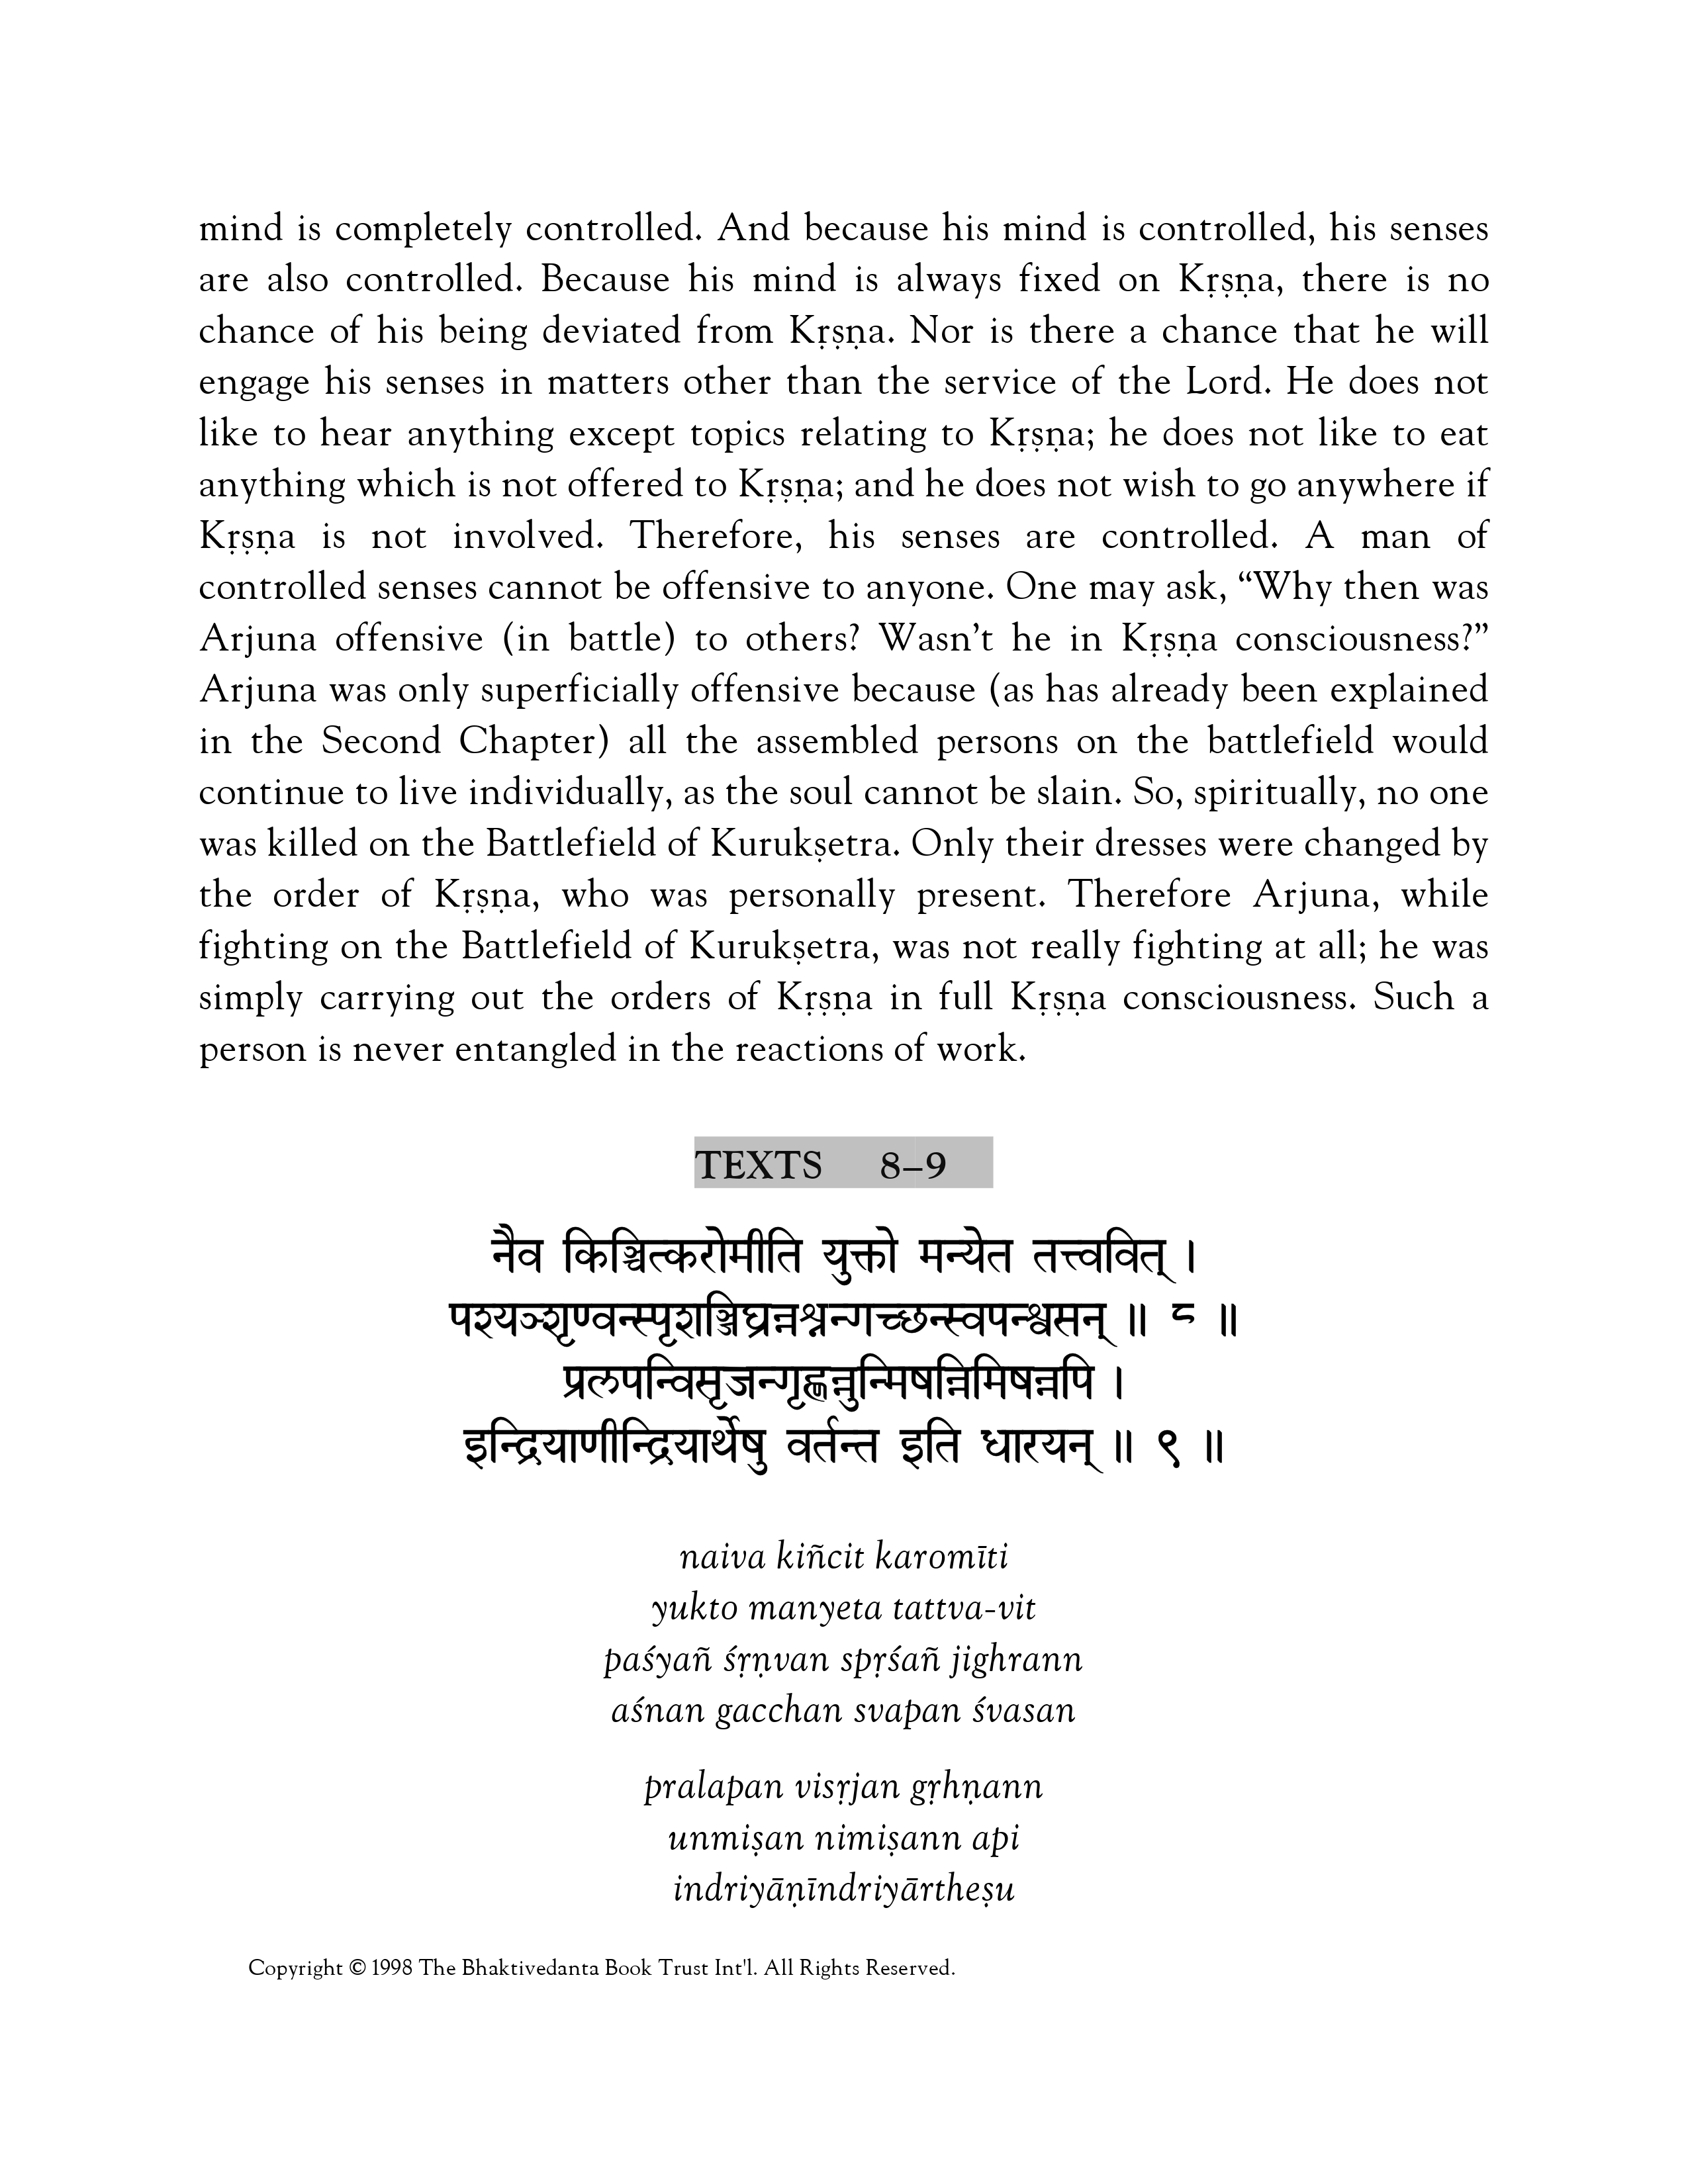 mind is completely controlled. And because his mind is controlled, his senses
are also controlled. Because his mind is always fixed on Kṛṣṇa, there is no
chance of his being deviated from Kṛṣṇa. Nor is there a chance that he will
engage his senses in matters other than the service of the Lord. He does not
like to hear anything except topics relating to Kṛṣṇa; he does not like to eat
anything which is not offered to Kṛṣṇa; and he does not wish to go anywhere if
Kṛṣṇa is not involved. Therefore, his senses are controlled. A man of
controlled senses cannot be offensive to anyone. One may ask, “Why then was
Arjuna offensive (in battle) to others? Wasn’t he in Kṛṣṇa consciousness?”
Arjuna was only superficially offensive because (as has already been explained
in the Second Chapter) all the assembled persons on the battlefield would
continue to live individually, as the soul cannot be slain. So, spiritually, no one
was killed on the Battlefield of Kurukṣetra. Only their dresses were changed by
the order of Kṛṣṇa, who was personally present. Therefore Arjuna, while
fighting on the Battlefield of Kurukṣetra, was not really fighting at all; he was
simply carrying out the orders of Kṛṣṇa in full Kṛṣṇa consciousness. Such a
person is never entangled in the reactions of work.
TEXTS 8–9
नैव किञ्चित्करोमीति युक्तो मन्येत तत्त्ववित् ।
पश्यञ्शृण्वन्स्पृशञ्जिघ्रन्नश्नन्गच्छन्स्वपन्श्वसन् ॥ ८ ॥
प्रलपन्विसृजन्गृह्णन्नुन्मिषन्निमिषन्नपि ।
इन्द्रियाणीन्द्रियार्थेषु वर्तन्त इति धारयन् ॥ ९ ॥
naiva kiñcit karomīti
yukto manyeta tattva-vit
paśyañ śṛṇvan spṛśañ jighrann
aśnan gacchan svapan śvasan
pralapan visṛjan gṛhṇann
unmiṣan nimiṣann api
indriyāṇīndriyārtheṣu
Copyright © 1998 The Bhaktivedanta Book Trust Int'l. All Rights Reserved.